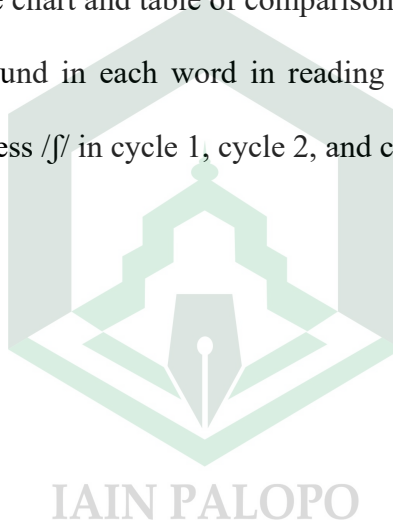 e chart and table of comparison
und in each word in reading
ess /ʃ/ in cycle 1, cycle 2, and c
IAIN PALOPO